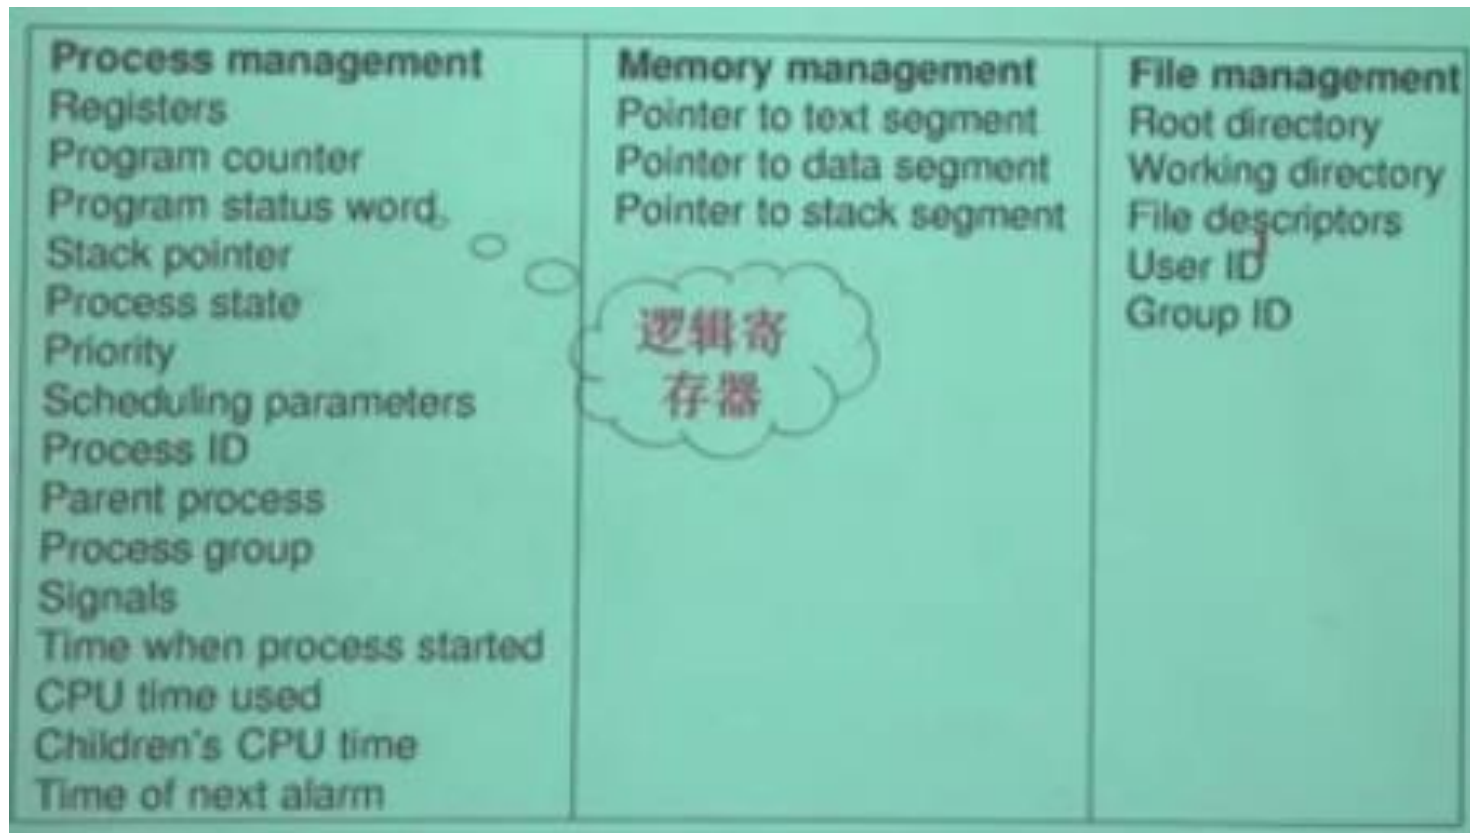 Process management
Registers
Program counter
Program status word
Stack pointer
Process state
Priority
Scheduling parameters
Process ID
Parent process
Process group
Signals
Time when process started
CPU time used
Children's CPU time
Time of next alarm
Memory management
Pointer to text segment
Pointer to data segment
Pointer to stack segment
逻辑寄
存器
File management
Root directory
Working directory
File descriptors
User ID
Group ID